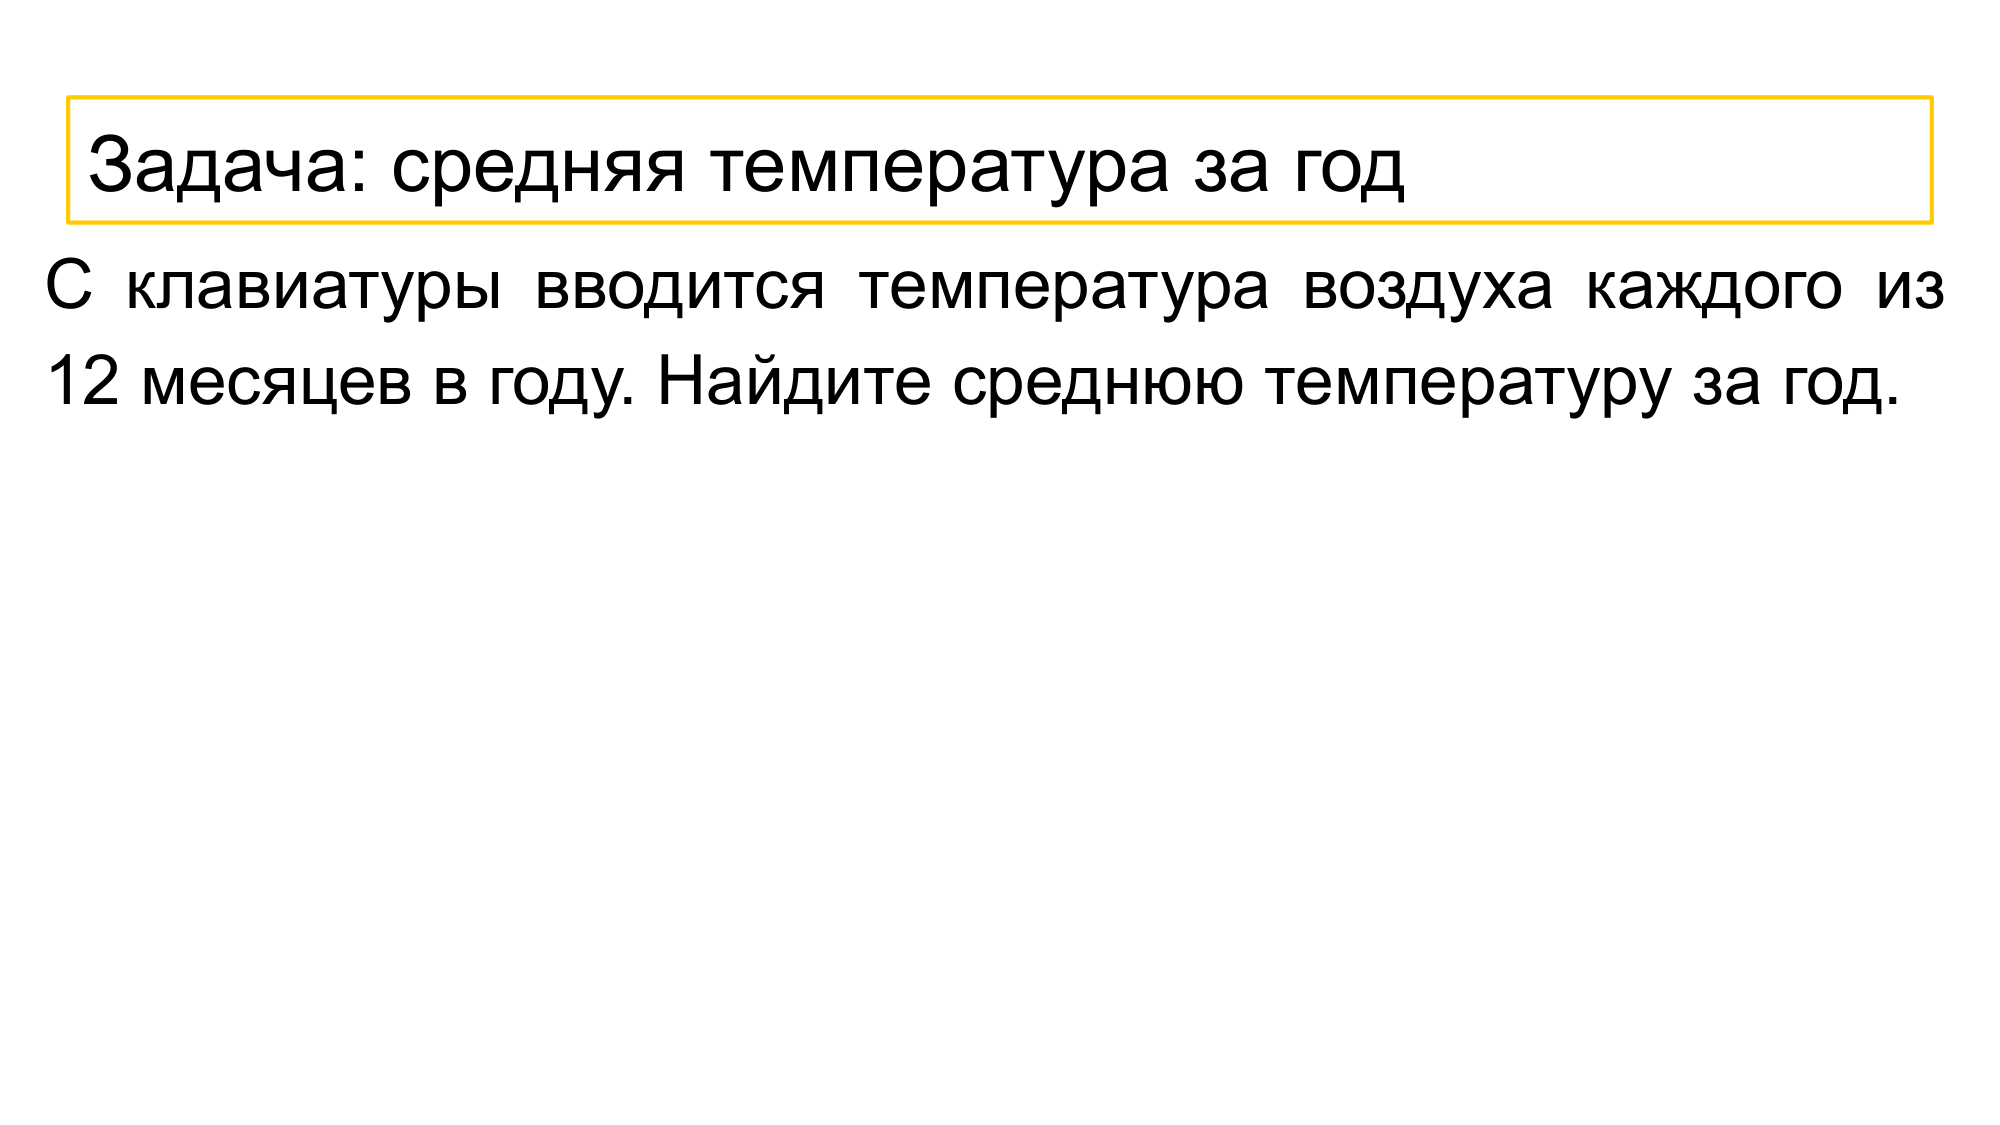 Задача: средняя температура за год
С клавиатуры вводится температура воздуха каждого из
12 месяцев в году. Найдите среднюю температуру за год.